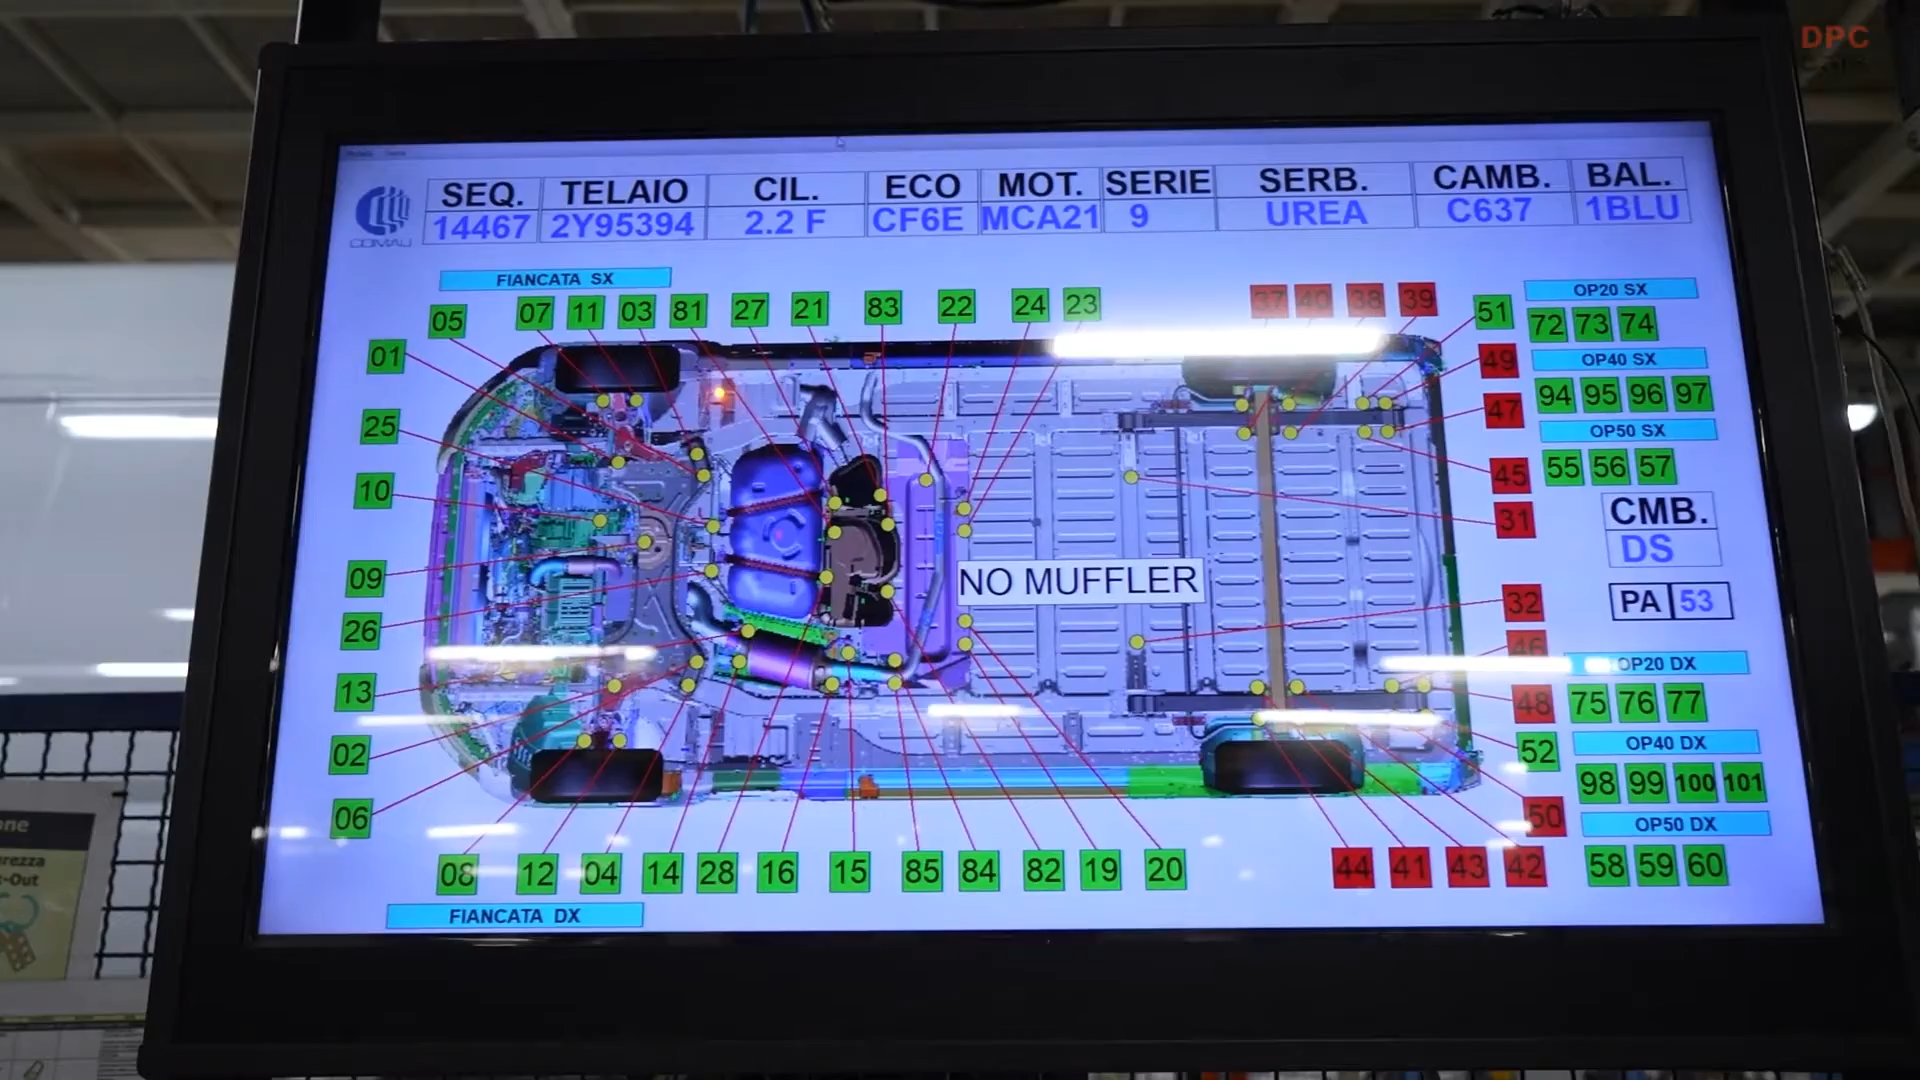 DPC
SEQ. TELAIO CIL. ECO MOT. SERIE SERB. CAMB. BAL.
14467 2Y95394 2.2 F CF6E MCA21 9 UREA C637 1BLU
COMAU
FIANCATA SX
05 07 11 03 81 27 21 83 22 24 23 37 40 38 39 51
01
25
10
09
26
13
02
06
49
47
45
31
32
46
48
52
50
NO MUFFLER
OP20 SX
72 73 74
OP40 SX
94 95 96 97
OP50 SX
55 56 57
CMB.
DS
PA 53
OP20 DX
75 76 77
OP40 DX
98 99 100 101
OP50 DX
58 59 60
08 12 04 14 28 16 15 85 84 82 19 20 44 41 43 42
FIANCATA DX
one
urezza
-Out